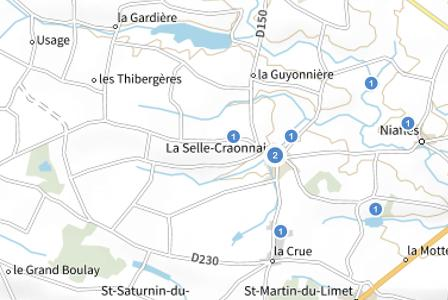 la Gardière
D150
Usage
les Thibergères
la Guyonnière
1
1
1
1
Niafles
La Selle-Craonnai
2
1
1
la Crue
D230
la Motte
le Grand Boulay
St-Saturnin-du-
St-Martin-du-Limet